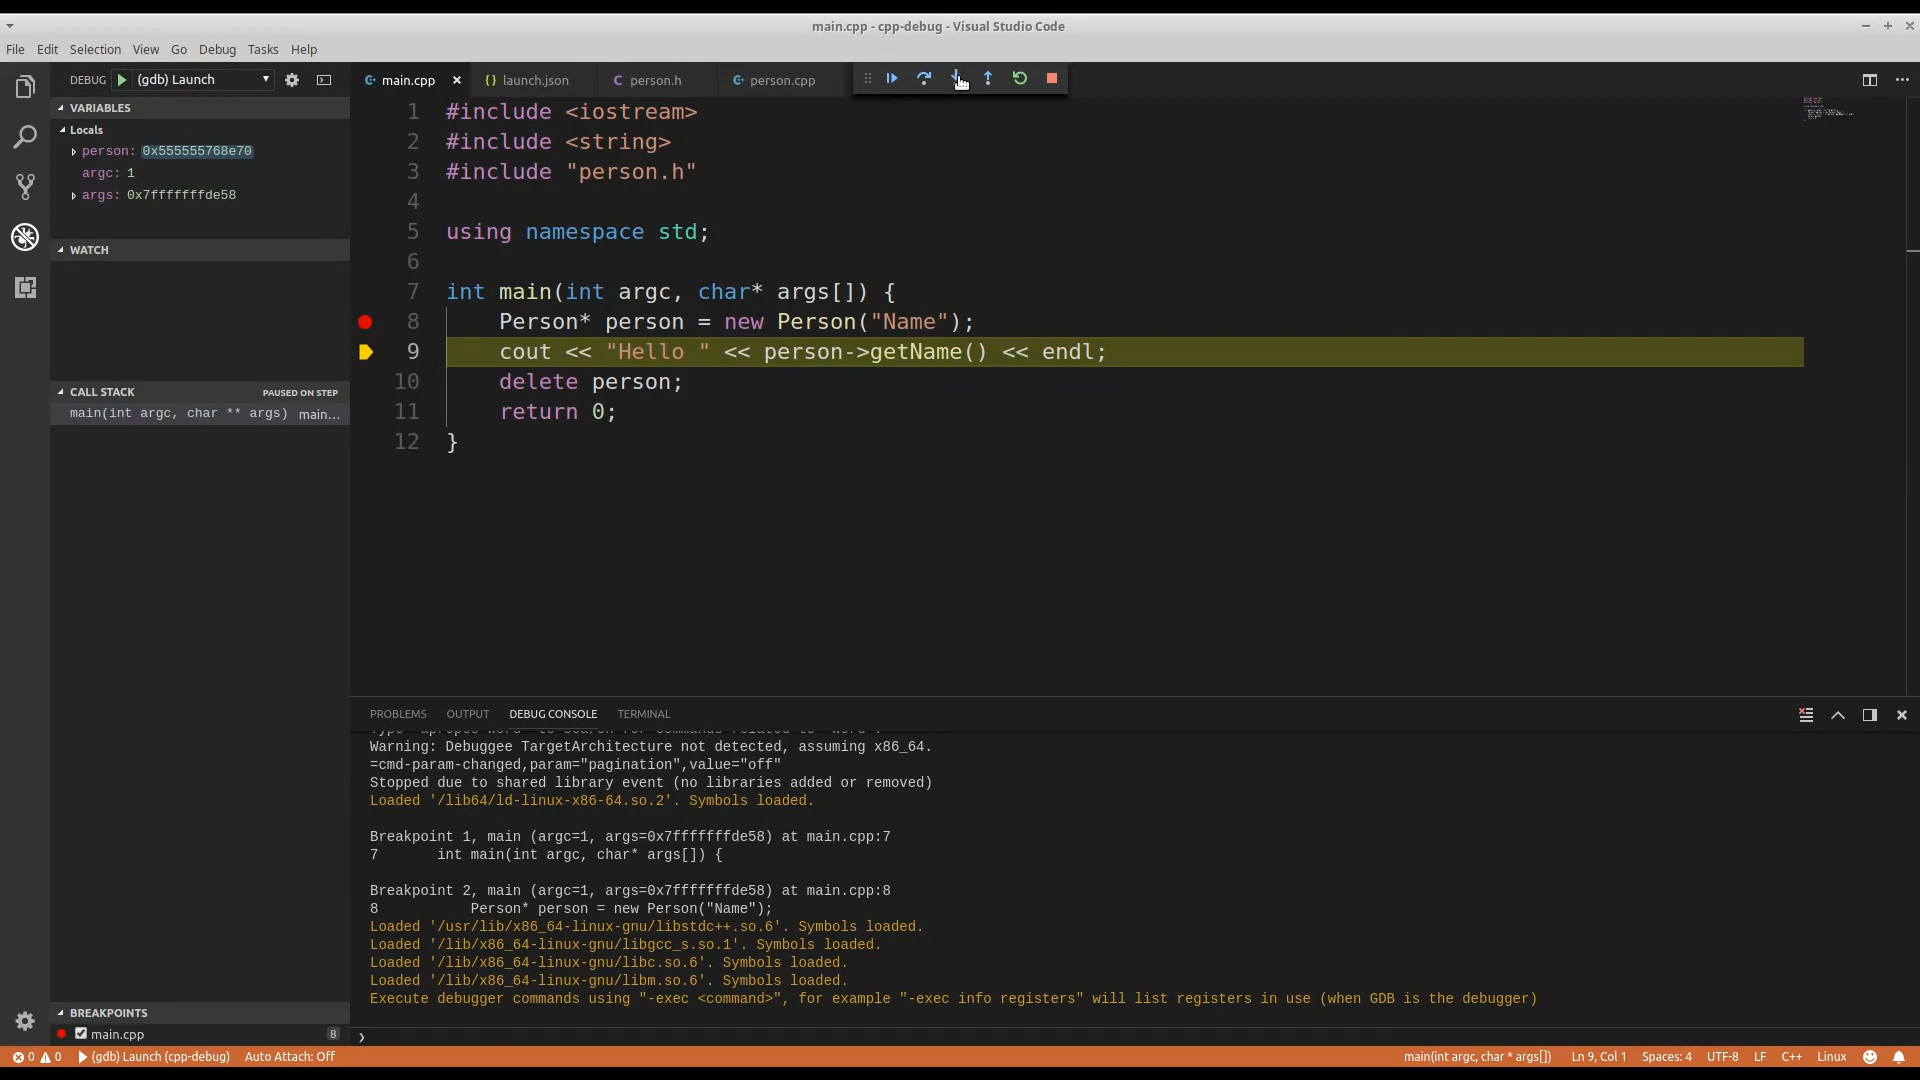 main.cpp - cpp-debug - Visual Studio Code
File Edit Selection View Go Debug Tasks Help
DEBUG (gdb) Launch
main.cpp launch.json person.h person.cpp
VARIABLES
Locals
person: 0x555555768e70
argc: 1
args: 0x7fffffffde58
WATCH
CALL STACK PAUSED ON STEP
main(int argc, char ** args) main...
BREAKPOINTS
main.cpp 8
1 #include <iostream>
2 #include <string>
3 #include "person.h"
4
5 using namespace std;
6
7 int main(int argc, char* args[]) {
8 Person* person = new Person("Name");
9 cout << "Hello " << person->getName() << endl;
10 delete person;
11 return 0;
12 }
PROBLEMS OUTPUT DEBUG CONSOLE TERMINAL
Warning: Debuggee TargetArchitecture not detected, assuming x86_64.
=cmd-param-changed,param="pagination",value="off"
Stopped due to shared library event (no libraries added or removed)
Loaded '/lib64/ld-linux-x86-64.so.2'. Symbols loaded.
Breakpoint 1, main (argc=1, args=0x7fffffffde58) at main.cpp:7
7 int main(int argc, char* args[]) {
Breakpoint 2, main (argc=1, args=0x7fffffffde58) at main.cpp:8
8 Person* person = new Person("Name");
Loaded '/usr/lib/x86_64-linux-gnu/libstdc++.so.6'. Symbols loaded.
Loaded '/lib/x86_64-linux-gnu/libgcc_s.so.1'. Symbols loaded.
Loaded '/lib/x86_64-linux-gnu/libc.so.6'. Symbols loaded.
Loaded '/lib/x86_64-linux-gnu/libm.so.6'. Symbols loaded.
Execute debugger commands using "-exec <command>", for example "-exec info registers" will list registers in use (when GDB is the debugger)
0 0 (gdb) Launch (cpp-debug) Auto Attach: Off main(int argc, char * args[]) Ln 9, Col 1 Spaces: 4 UTF-8 LF C++ Linux